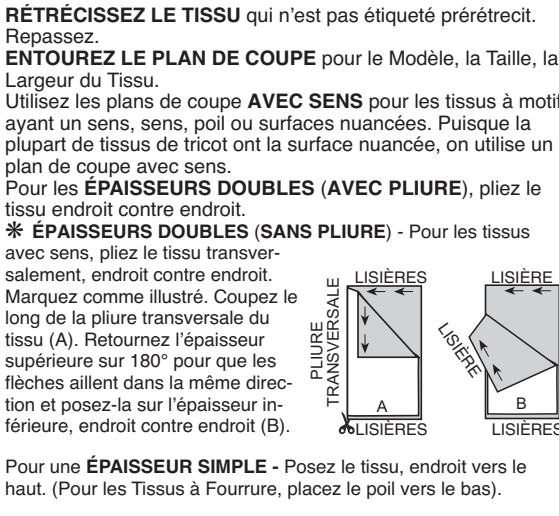 RÉTRÉCISSEZ LE TISSU qui n'est pas étiqueté prérétrecit.
Repassez.
ENTOUREZ LE PLAN DE COUPE pour le Modèle, la Taille, la
Largeur du Tissu.
Utilisez les plans de coupe AVEC SENS pour les tissus à motif
ayant un sens, sens, poil ou surfaces nuancées. Puisque la
plupart de tissus de tricot ont la surface nuancée, on utilise un
plan de coupe avec sens.
Pour les ÉPAISSEURS DOUBLES (AVEC PLIURE), pliez le
tissu endroit contre endroit.
❋ ÉPAISSEURS DOUBLES (SANS PLIURE) - Pour les tissus
avec sens, pliez le tissu transver-
salement, endroit contre endroit.
Marquez comme illustré. Coupez le
long de la pliure transversale du
tissu (A). Retournez l'épaisseur
supérieure sur 180° pour que les
flèches aillent dans la même direc-
tion et posez-la sur l'épaisseur in-
férieure, endroit contre endroit (B).
LISIÈRES
PLIURE
TRANSVERSALE
A
LISIÈRES
LISIÈRE
LISIÈRE
B
LISIÈRES
Pour une ÉPAISSEUR SIMPLE - Posez le tissu, endroit vers le
haut. (Pour les Tissus à Fourrure, placez le poil vers le bas).